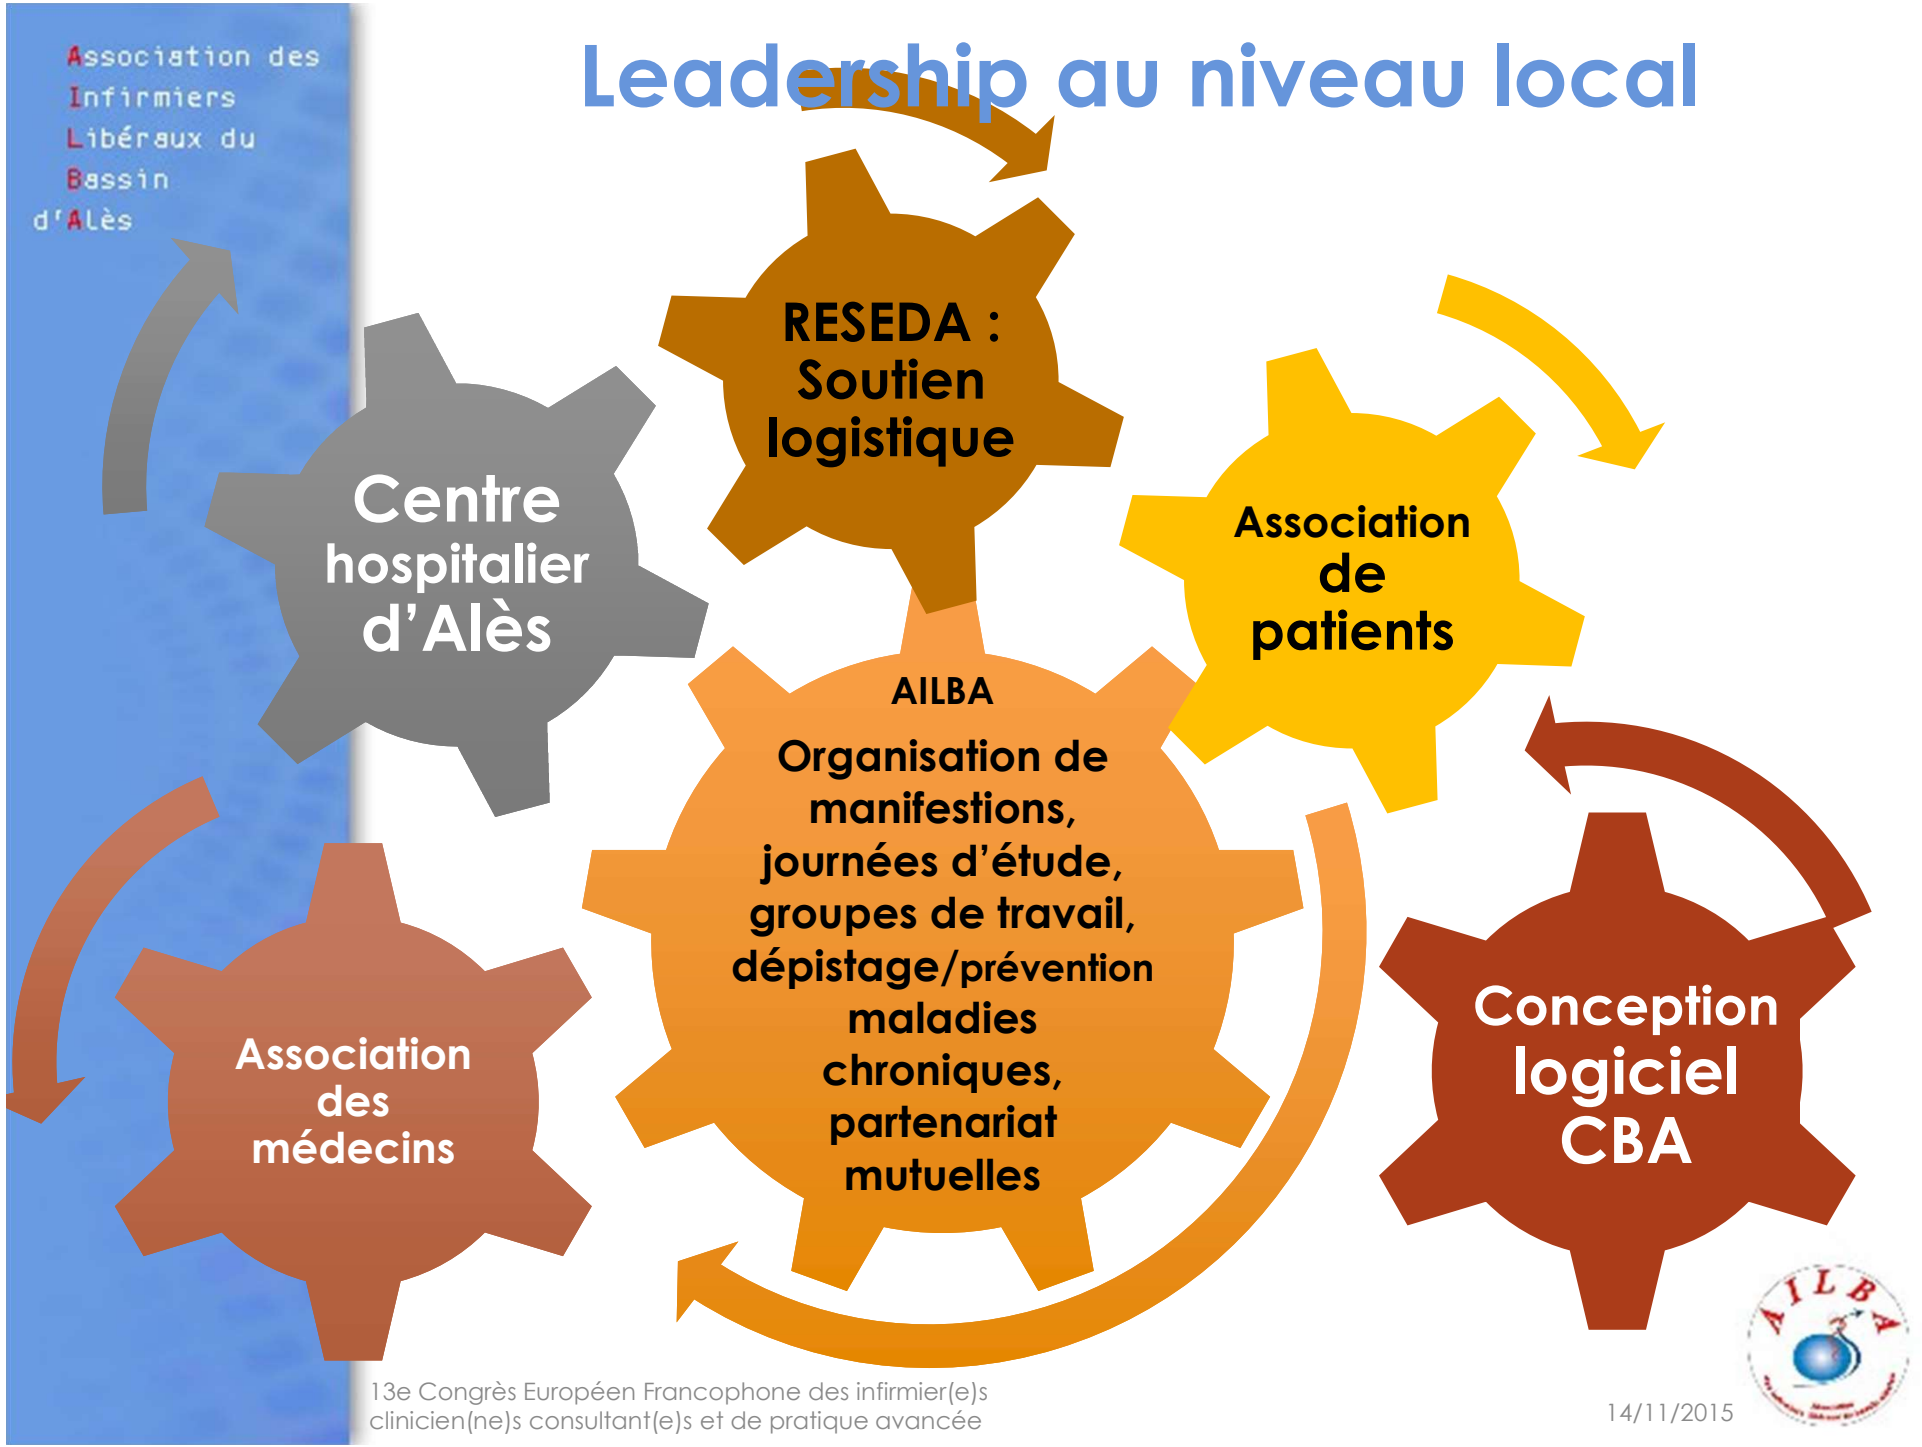 Association des
Infirmiers
Libéraux du
Bassin
d'Alès
Leadership au niveau local
RESEDA :
Soutien
logistique
Centre
hospitalier
d’Alès
Association
de
patients
AILBA
Organisation de
manifestions,
journées d’étude,
groupes de travail,
dépistage/prévention
maladies
chroniques,
partenariat
mutuelles
Association
des
médecins
Conception
logiciel
CBA
13e Congrès Européen Francophone des infirmier(e)s
clinicien(ne)s consultant(e)s et de pratique avancée
14/11/2015
AILBA